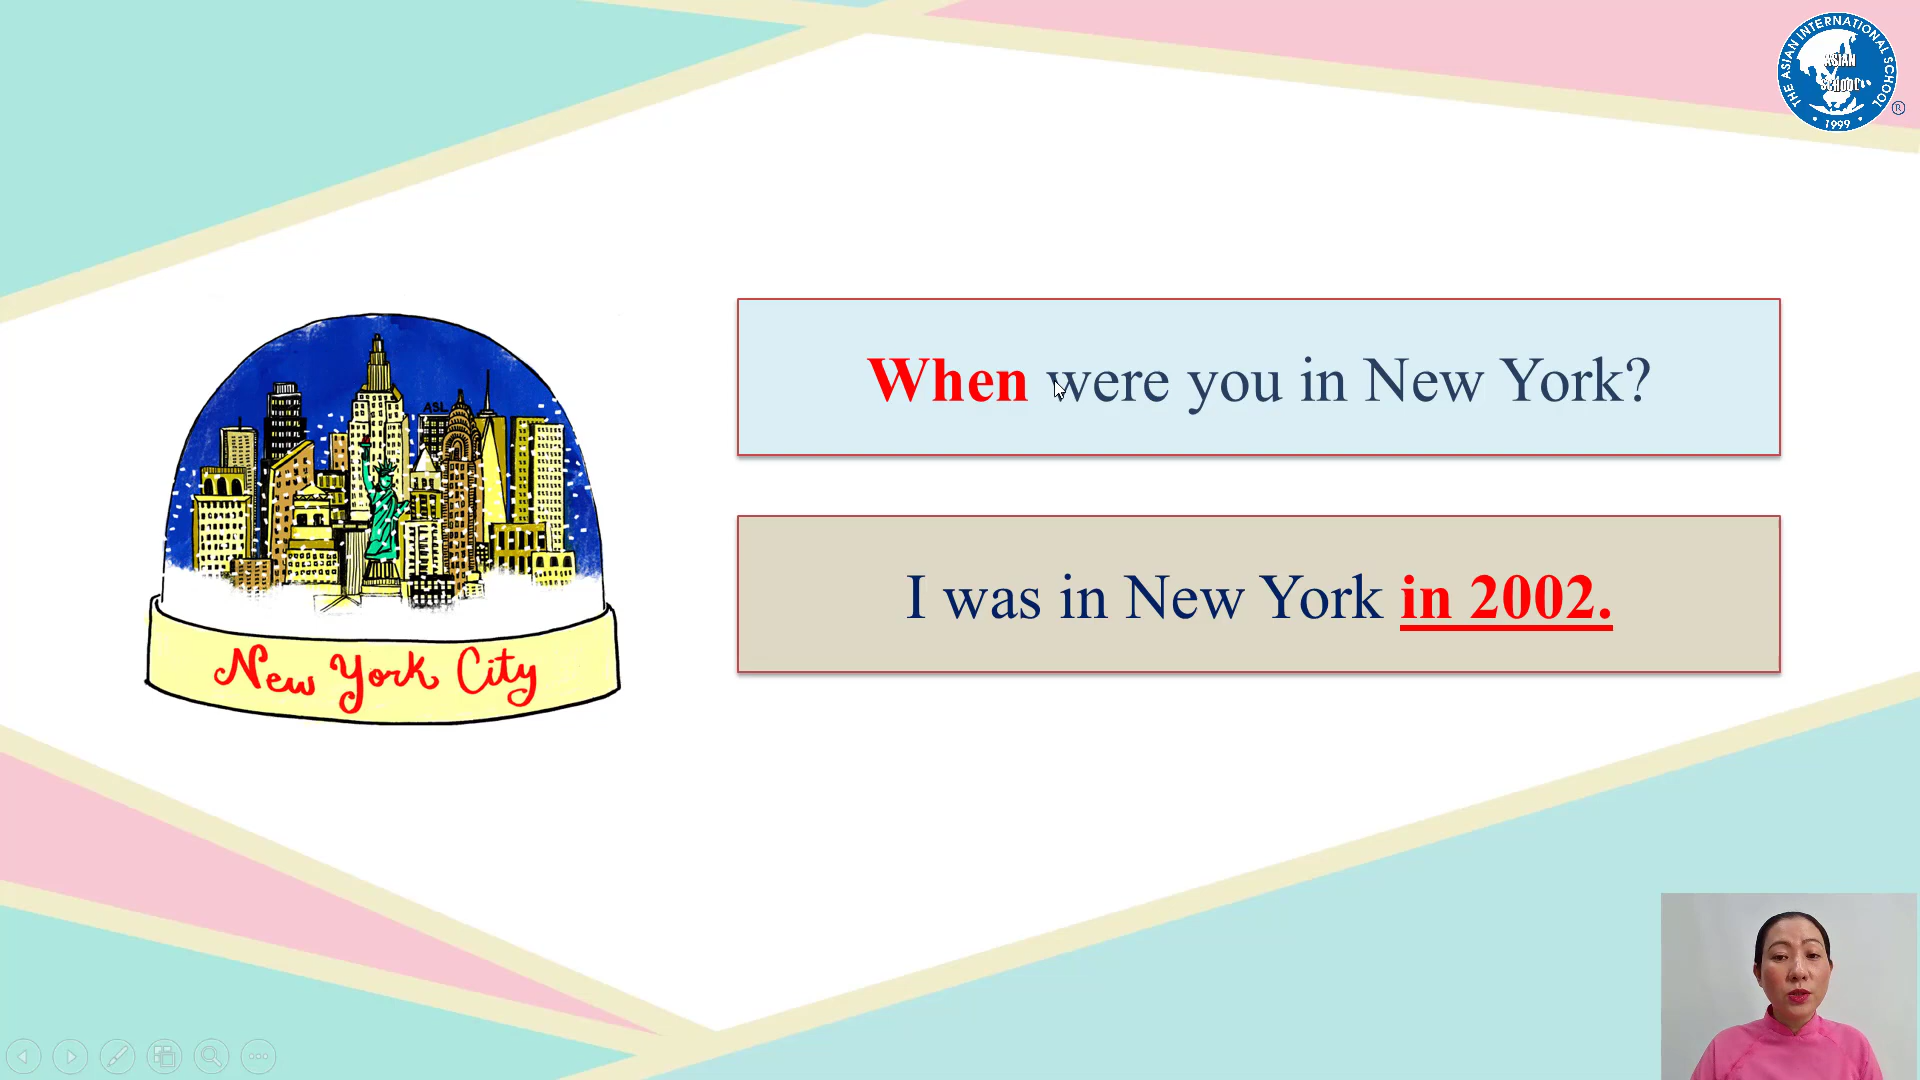 THE ASIAN INTERNATIONAL SCHOOL
ASIAN
SCHOOL
1999
®
When were you in New York?
ASL
I was in New York in 2002.
New York City